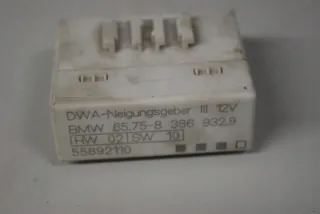 DWA-Neigungsgeber III 12V
BMW 65.75-8 386 932.9
HW 02 SW 10
55892110